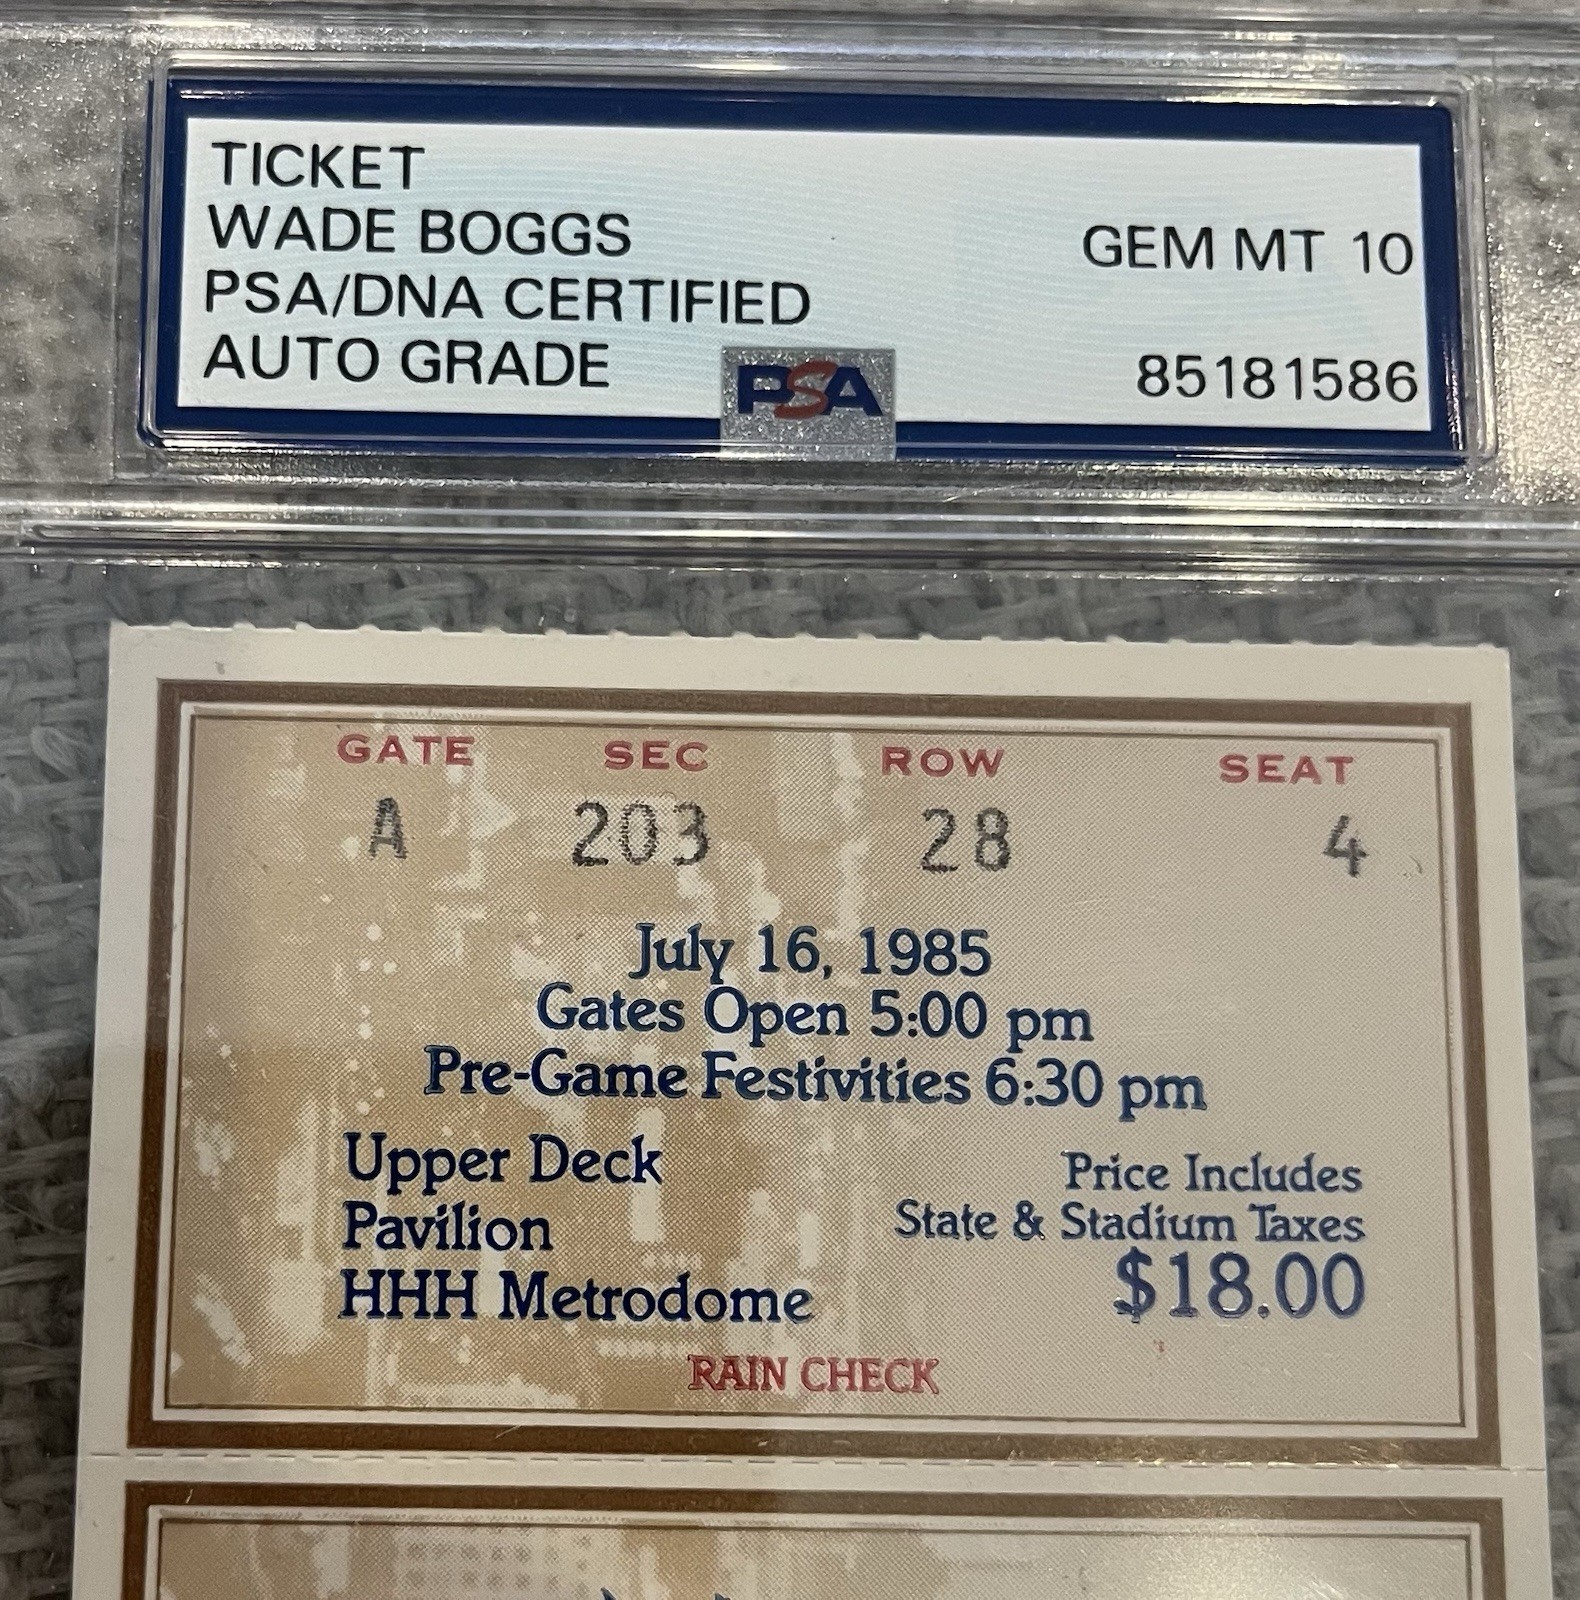 TICKET
WADE BOGGS
PSA/DNA CERTIFIED
AUTO GRADE
GEM MT 10
85181586
PSA
GATE SEC ROW SEAT
A 203 28 4
July 16, 1985
Gates Open 5:00 pm
Pre-Game Festivities 6:30 pm
Upper Deck
Pavilion
HHH Metrodome
Price Includes
State & Stadium Taxes
$18.00
RAIN CHECK